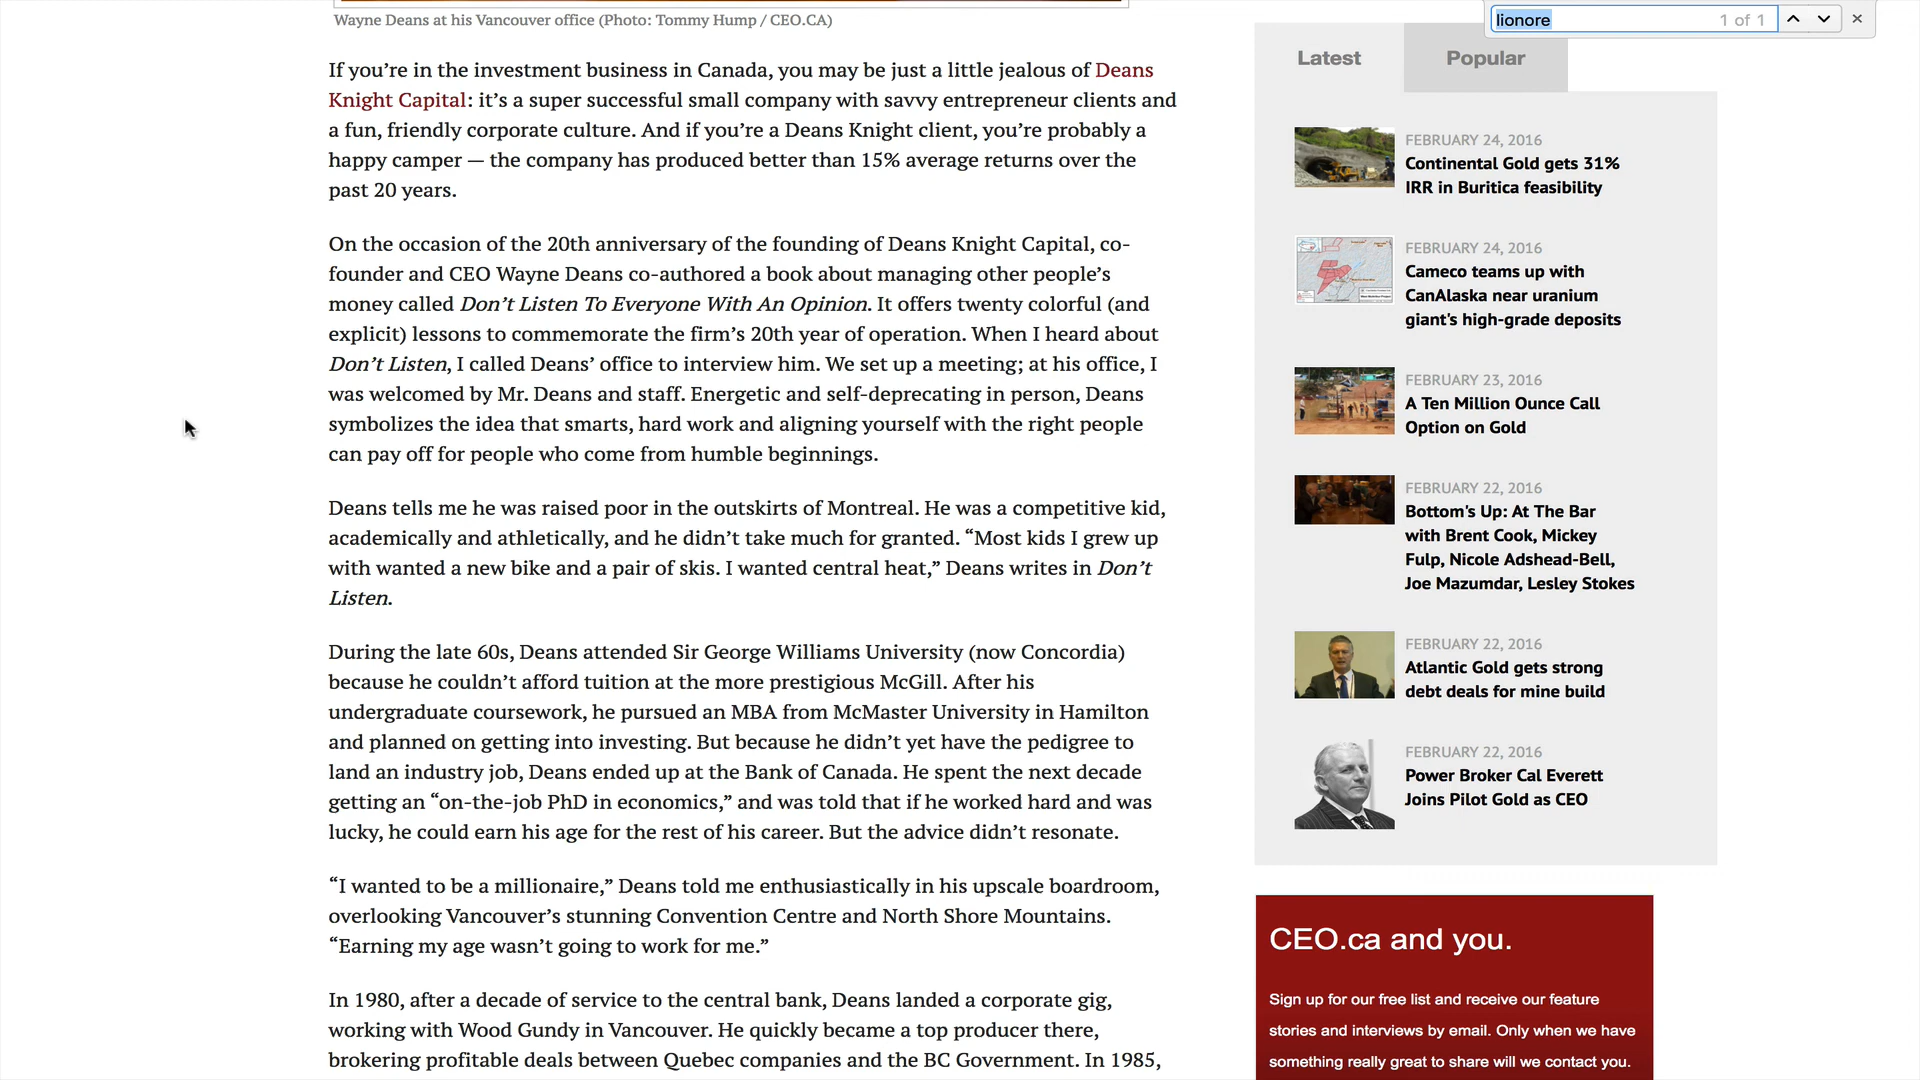 Wayne Deans at his Vancouver office (Photo: Tommy Hump / CEO.CA)
If you’re in the investment business in Canada, you may be just a little jealous of Deans
Knight Capital: it’s a super successful small company with savvy entrepreneur clients and
a fun, friendly corporate culture. And if you’re a Deans Knight client, you’re probably a
happy camper — the company has produced better than 15% average returns over the
past 20 years.
On the occasion of the 20th anniversary of the founding of Deans Knight Capital, co-
founder and CEO Wayne Deans co-authored a book about managing other people’s
money called Don’t Listen To Everyone With An Opinion. It offers twenty colorful (and
explicit) lessons to commemorate the firm’s 20th year of operation. When I heard about
Don’t Listen, I called Deans’ office to interview him. We set up a meeting; at his office, I
was welcomed by Mr. Deans and staff. Energetic and self-deprecating in person, Deans
symbolizes the idea that smarts, hard work and aligning yourself with the right people
can pay off for people who come from humble beginnings.
Deans tells me he was raised poor in the outskirts of Montreal. He was a competitive kid,
academically and athletically, and he didn’t take much for granted. “Most kids I grew up
with wanted a new bike and a pair of skis. I wanted central heat,” Deans writes in Don’t
Listen.
During the late 60s, Deans attended Sir George Williams University (now Concordia)
because he couldn’t afford tuition at the more prestigious McGill. After his
undergraduate coursework, he pursued an MBA from McMaster University in Hamilton
and planned on getting into investing. But because he didn’t yet have the pedigree to
land an industry job, Deans ended up at the Bank of Canada. He spent the next decade
getting an “on-the-job PhD in economics,” and was told that if he worked hard and was
lucky, he could earn his age for the rest of his career. But the advice didn’t resonate.
“I wanted to be a millionaire,” Deans told me enthusiastically in his upscale boardroom,
overlooking Vancouver’s stunning Convention Centre and North Shore Mountains.
“Earning my age wasn’t going to work for me.”
In 1980, after a decade of service to the central bank, Deans landed a corporate gig,
working with Wood Gundy in Vancouver. He quickly became a top producer there,
brokering profitable deals between Quebec companies and the BC Government. In 1985,
lionore
1 of 1
Latest
Popular
FEBRUARY 24, 2016
Continental Gold gets 31%
IRR in Buritica feasibility
FEBRUARY 24, 2016
Cameco teams up with
CanAlaska near uranium
giant's high-grade deposits
FEBRUARY 23, 2016
A Ten Million Ounce Call
Option on Gold
FEBRUARY 22, 2016
Bottom's Up: At The Bar
with Brent Cook, Mickey
Fulp, Nicole Adshead-Bell,
Joe Mazumdar, Lesley Stokes
FEBRUARY 22, 2016
Atlantic Gold gets strong
debt deals for mine build
FEBRUARY 22, 2016
Power Broker Cal Everett
Joins Pilot Gold as CEO
CEO.ca and you.
Sign up for our free list and receive our feature
stories and interviews by email. Only when we have
something really great to share will we contact you.